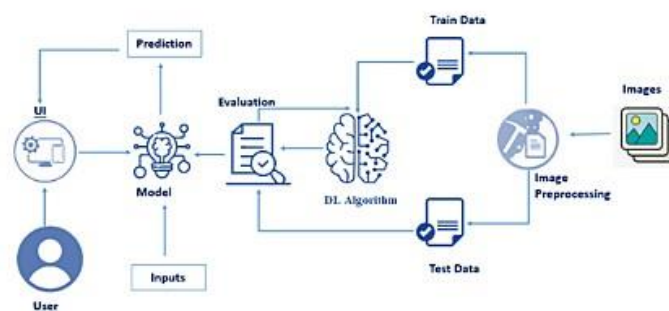 Train Data
Prediction
Images
Evaluation
UI
Image
Preprocessing
Model
DL Algorithm
Test Data
Inputs
User